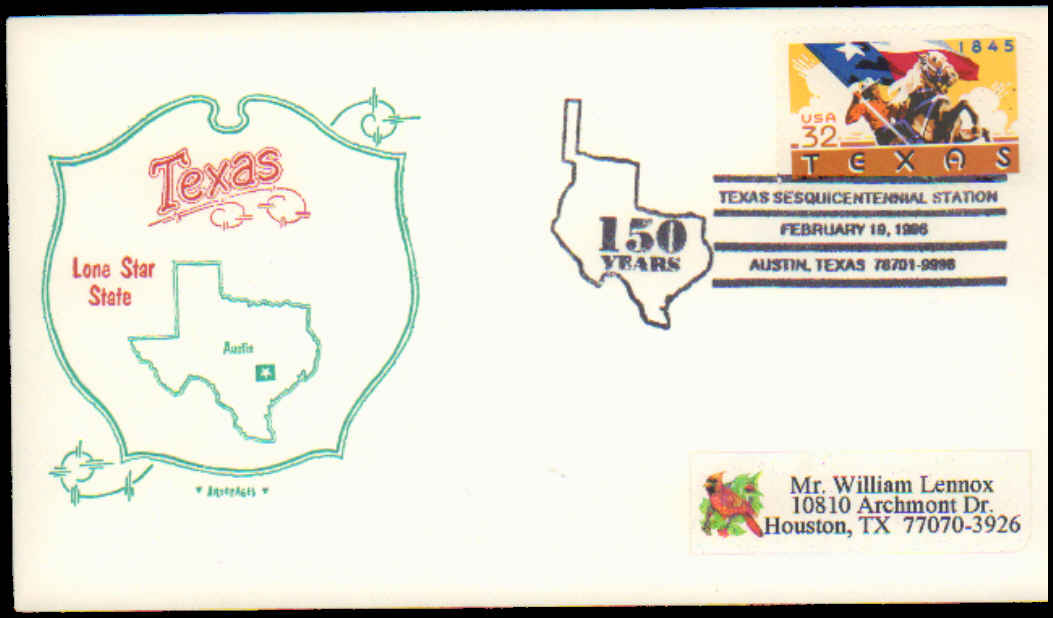 Texas
Lone Star
State
Austin
ARTCRAFT
1845
USA
32
TEXAS
150
YEARS
TEXAS SESQUICENTENNIAL STATION
FEBRUARY 19, 1996
AUSTIN, TEXAS 78701-9998
Mr. William Lennox
10810 Archmont Dr.
Houston, TX 77070-3926